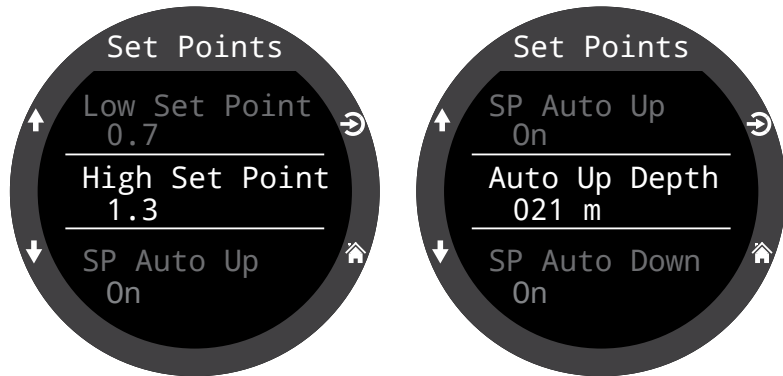 Set Points
Low Set Point
0.7
High Set Point
1.3
SP Auto Up
On
Set Points
SP Auto Up
On
Auto Up Depth
021 m
SP Auto Down
On